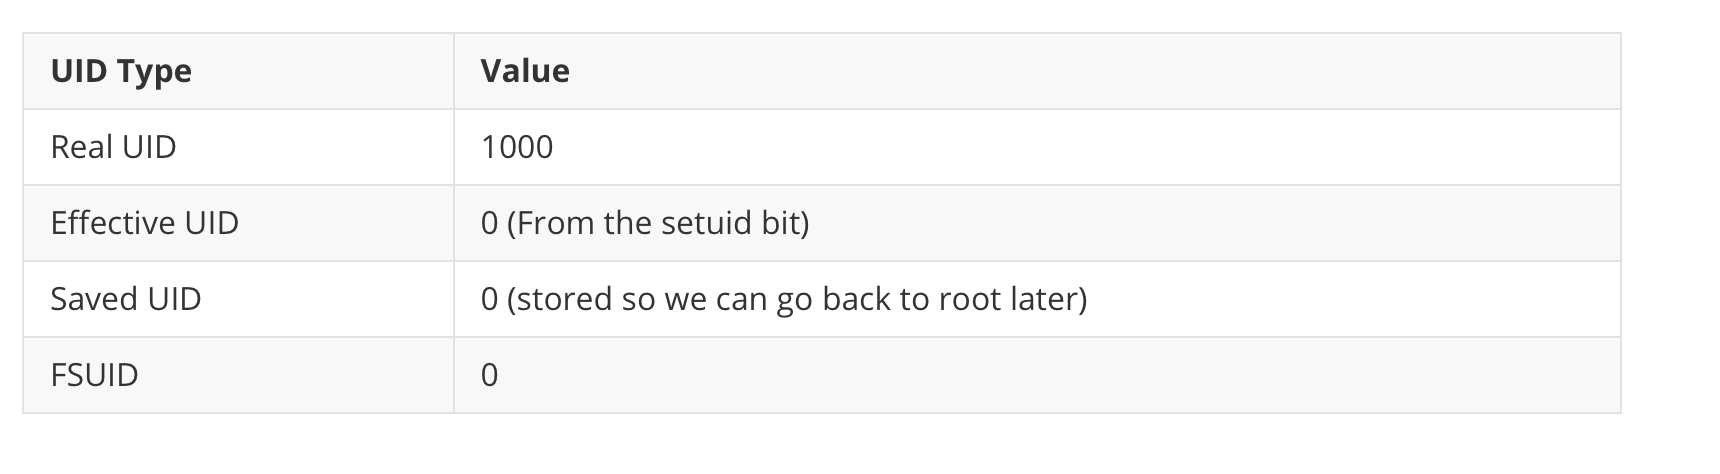 UID Type Value
Real UID 1000
Effective UID 0 (From the setuid bit)
Saved UID 0 (stored so we can go back to root later)
FSUID 0